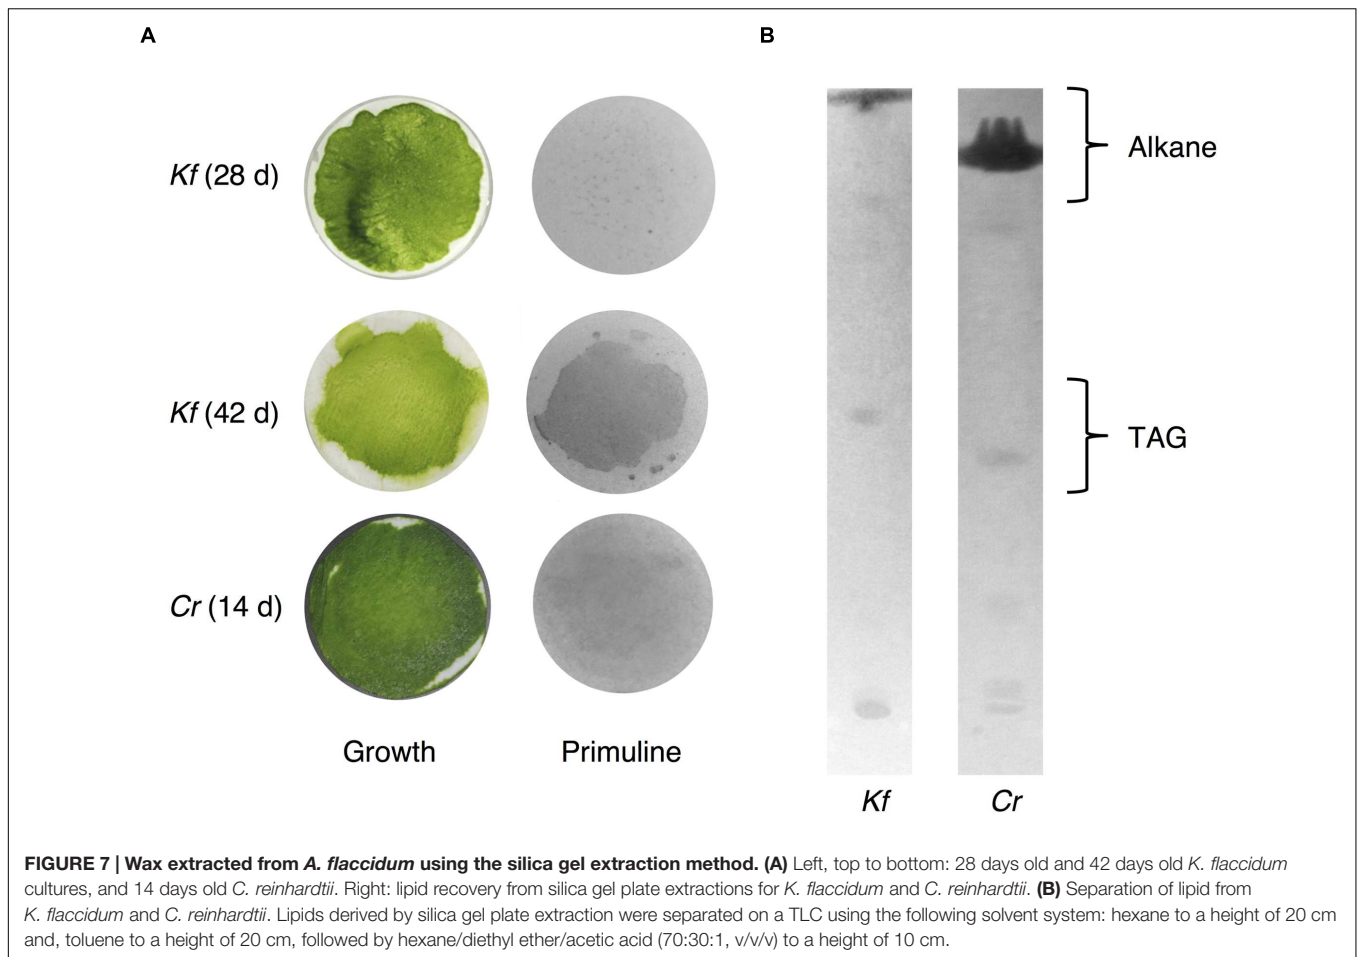 A
B
Kf (28 d)
Alkane
Kf (42 d)
TAG
Cr (14 d)
Growth
Primuline
Kf
Cr
FIGURE 7 | Wax extracted from A. flaccidum using the silica gel extraction method. (A) Left, top to bottom: 28 days old and 42 days old K. flaccidum
cultures, and 14 days old C. reinhardtii. Right: lipid recovery from silica gel plate extractions for K. flaccidum and C. reinhardtii. (B) Separation of lipid from
K. flaccidum and C. reinhardtii. Lipids derived by silica gel plate extraction were separated on a TLC using the following solvent system: hexane to a height of 20 cm
and, toluene to a height of 20 cm, followed by hexane/diethyl ether/acetic acid (70:30:1, v/v/v) to a height of 10 cm.